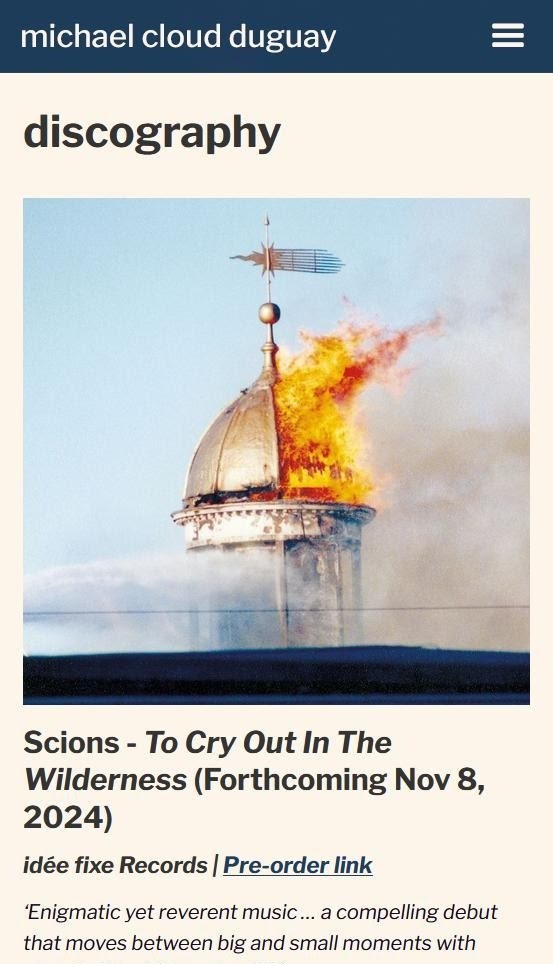 michael cloud duguay
discography
Scions - To Cry Out In The
Wilderness (Forthcoming Nov 8,
2024)
idée fixe Records | Pre-order link
‘Enigmatic yet reverent music … a compelling debut
that moves between big and small moments with